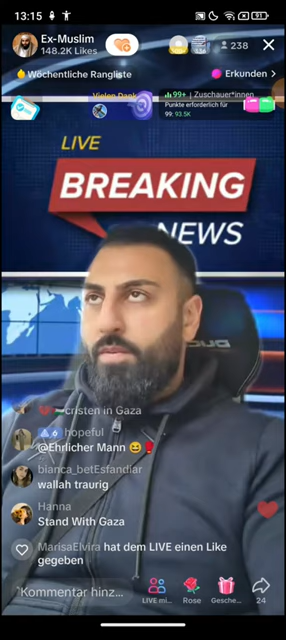 13:15
91
Ex-Muslim
148.2K Likes
238
Wöchentliche Rangliste
Erkunden >
Vielen Dank
99+ | Zuschauer*innen
Punkte erforderlich für
99: 93.5K
LIVE
BREAKING
NEWS
cristen in Gaza
hopeful
@Ehrlicher Mann 😆🌹
bianca_betEsfandiar
wallah traurig
Hanna
Stand With Gaza
MarisaElvira hat dem LIVE einen Like
gegeben
Kommentar hinz...
LIVE mi...
Rose
Gesche...
24